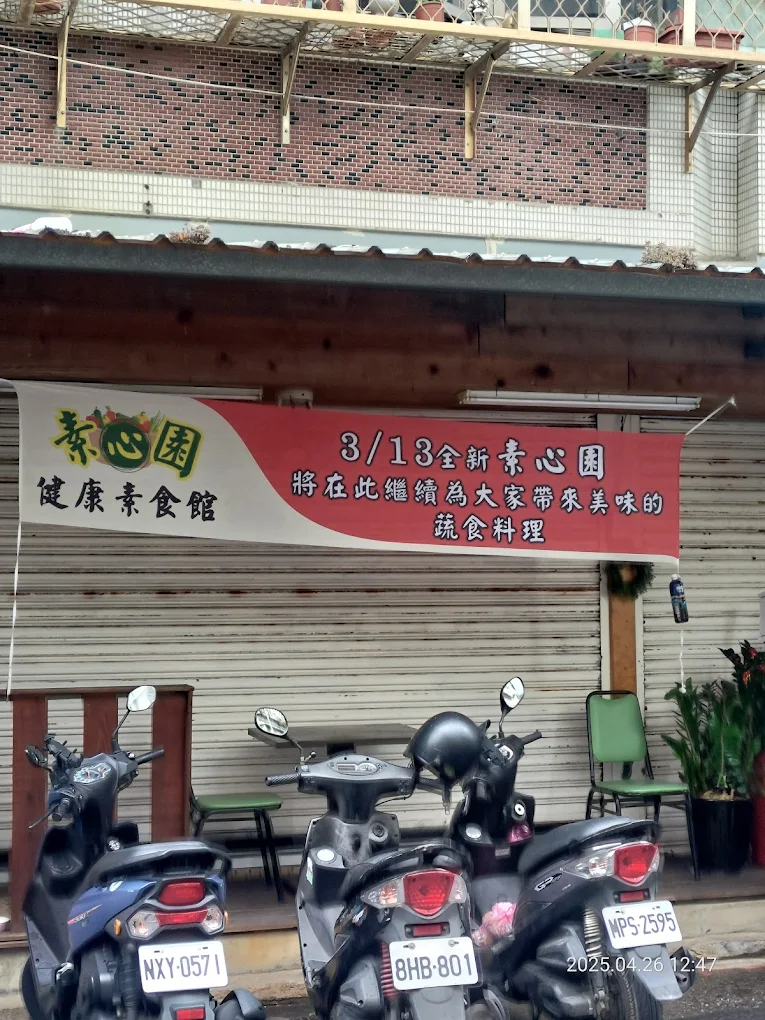 素心園
健康素食館
3/13全新素心園
將在此繼續為大家帶來美味的
蔬食料理
NXY-0571
8HB-801
MPS-2595
2025.04.26 12:47